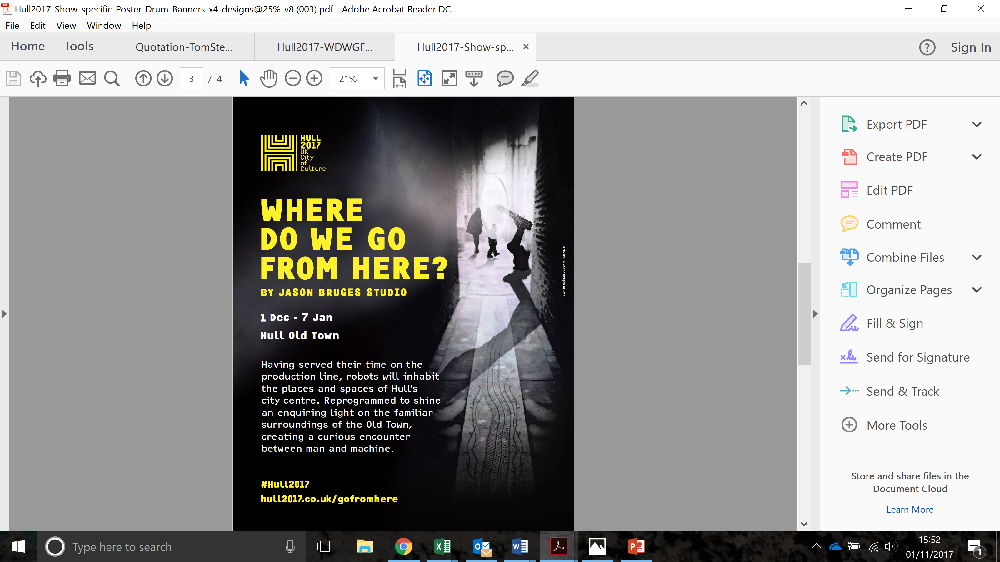 Hull2017-Show-specific-Poster-Drum-Banners-x4-designs@25%-v8 (003).pdf - Adobe Acrobat Reader DC
File Edit View Window Help
Home Tools Quotation-TomSte... Hull2017-WDWGF... Hull2017-Show-sp... Sign In
3 / 4 21%
HULL
2017
UK
City
of
Culture
WHERE
DO WE GO
FROM HERE?
BY JASON BRUGES STUDIO
1 Dec - 7 Jan
Hull Old Town
Having served their time on the
production line, robots will inhabit
the places and spaces of Hull's
city centre. Reprogrammed to shine
an enquiring light on the familiar
surroundings of the Old Town,
creating a curious encounter
between man and machine.
#Hull2017
hull2017.co.uk/gofromhere
Artwork: © Jason Bruges Studio
Export PDF
Create PDF
Edit PDF
Comment
Combine Files
Organize Pages
Fill & Sign
Send for Signature
Send & Track
More Tools
Store and share files in the
Document Cloud
Learn More
Type here to search
15:52
01/11/2017
1